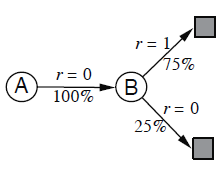 r = 1
75%
A
r = 0
100%
B
r = 0
25%